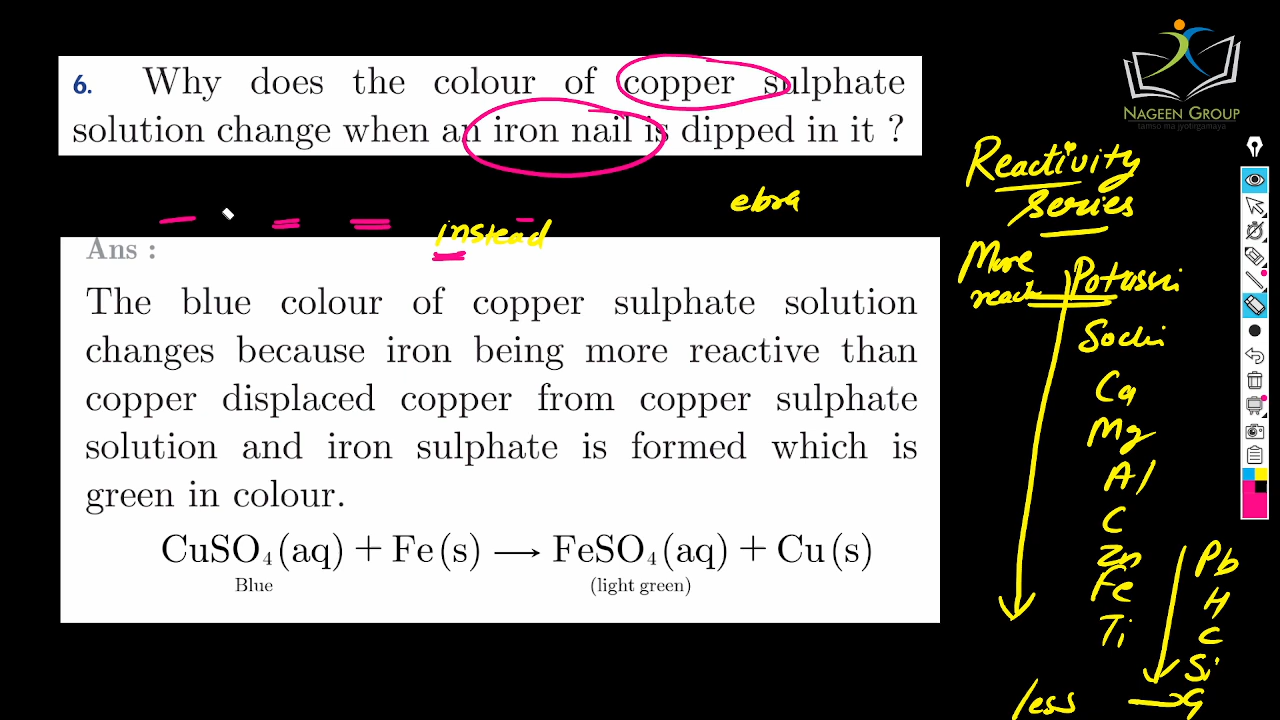 6. Why does the colour of copper sulphate
solution change when an iron nail is dipped in it ?
NAGEEN GROUP
tamso ma jyotirgamaya
Reactivity
Series
ebra
instead
Ans :
The blue colour of copper sulphate solution
changes because iron being more reactive than
copper displaced copper from copper sulphate
solution and iron sulphate is formed which is
green in colour.
CuSO₄(aq) + Fe(s) ⟶ FeSO₄(aq) + Cu(s)
Blue (light green)
More
Potassi
Sodi
Ca
Mg
Al
C
Zn
Fe
Ti
Pb
H
C
Si
less